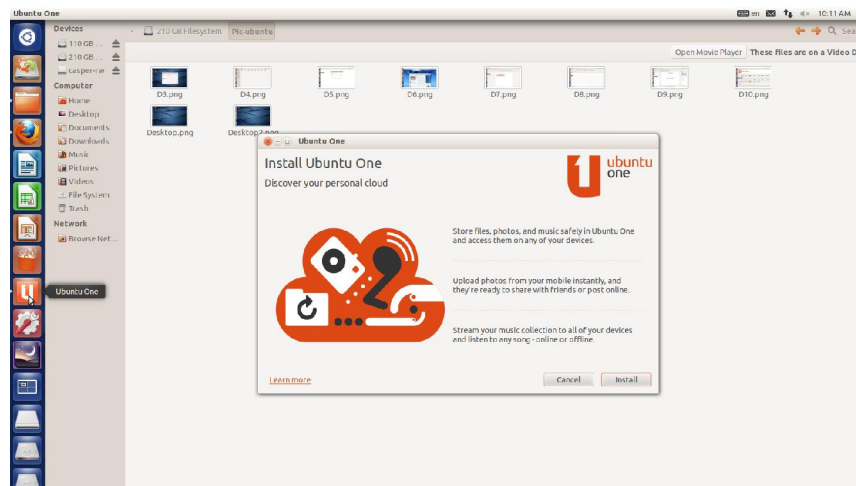 Ubuntu One
en
10:11 AM
Devices
110 GB ...
210 GB ...
casper-rw
Computer
Home
Desktop
Documents
Downloads
Music
Pictures
Videos
File System
Trash
Network
Browse Net...
210 GB Filesystem
Pic-ubuntu
Sea
Open Movie Player
These files are on a Video D
D3.png
D4.png
D5.png
D6.png
D7.png
D8.png
D9.png
D10.png
Desktop.png
Desktop2.png
Ubuntu One
Ubuntu One
Install Ubuntu One
Discover your personal cloud
ubuntu
one
Store files, photos, and music safely in Ubuntu One
and access them on any of your devices.
Upload photos from your mobile instantly, and
they're ready to share with friends or post online.
Stream your music collection to all of your devices
and listen to any song - online or offline.
Learn more
Cancel
Install